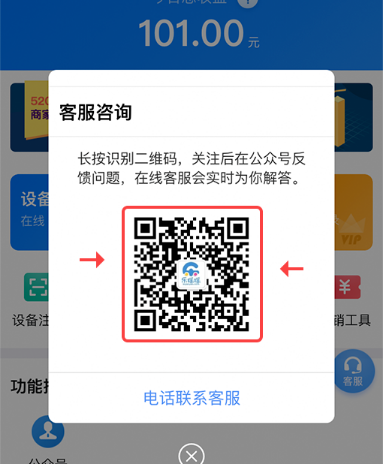 101.00 元
520
商家
客服咨询
长按识别二维码，关注后在公众号反
馈问题，在线客服会实时为你解答。
设备
在线
VIP
设备注
销工具
客服
功能
电话联系客服
公众号